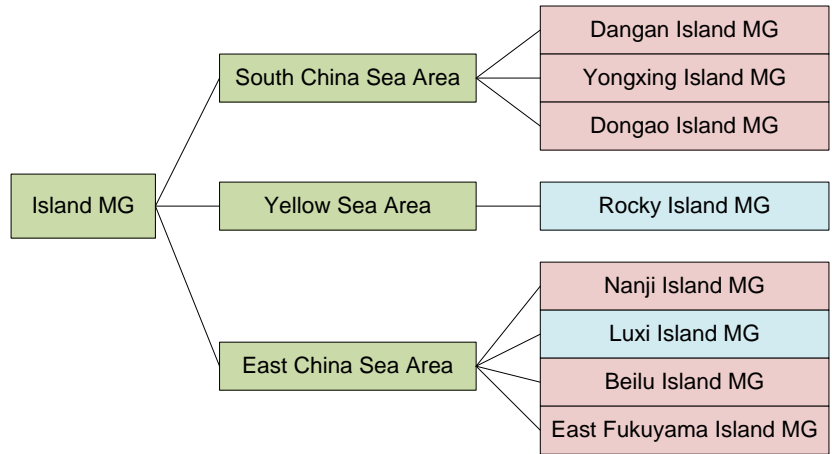 Island MG
South China Sea Area
Dangan Island MG
Yongxing Island MG
Dongao Island MG
Yellow Sea Area
Rocky Island MG
East China Sea Area
Nanji Island MG
Luxi Island MG
Beilu Island MG
East Fukuyama Island MG